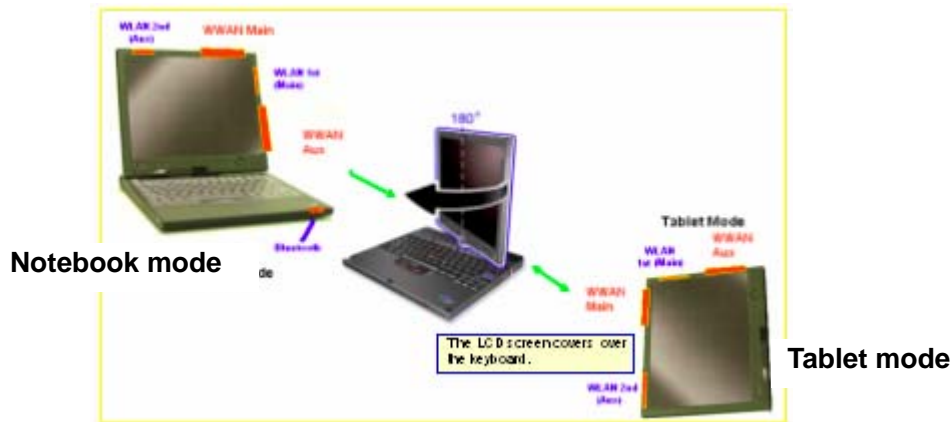 WLAN 2nd
(Aux)
WWAN Main
WLAN 1st
(Main)
WWAN
Aux
180°
Bluetooth
Notebook mode
de
Tablet Mode
WLAN
1st (Main)
WWAN
Aux
WWAN
Main
The LCD screen covers over
the keyboard.
WLAN 2nd
(Aux)
Tablet mode